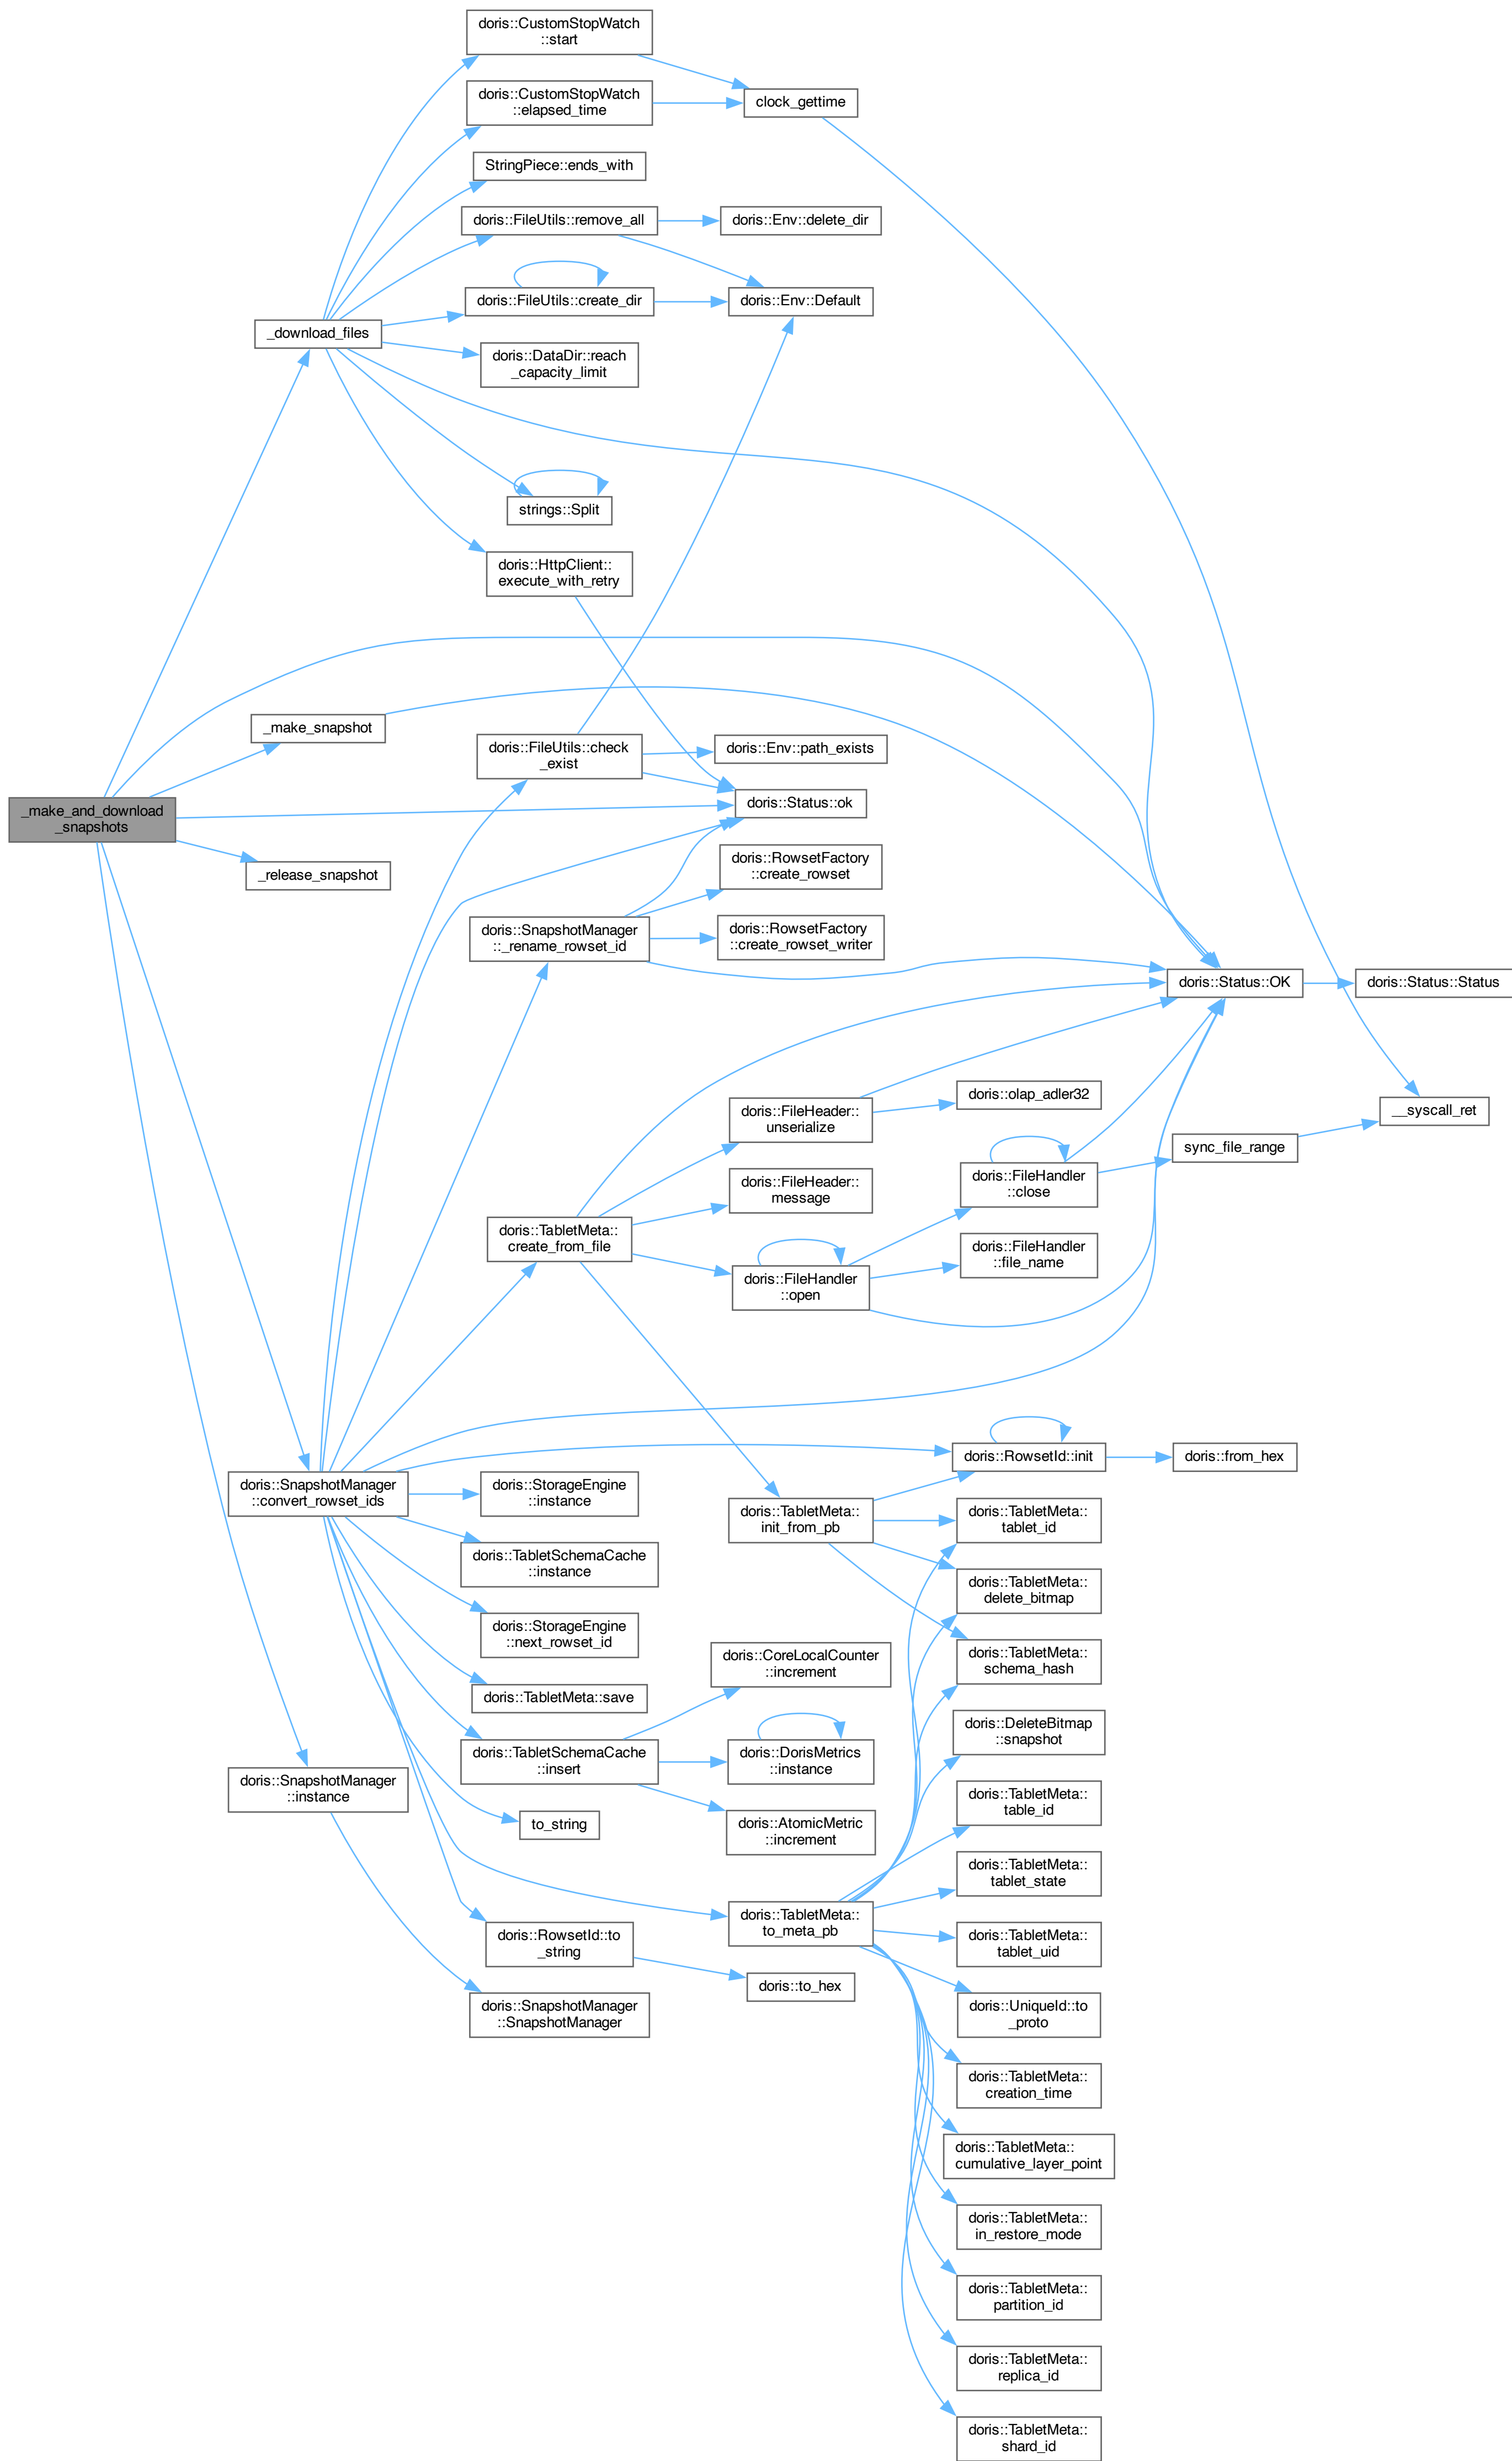 doris::CustomStopWatch
::start
doris::CustomStopWatch
::elapsed_time
clock_gettime
StringPiece::ends_with
doris::FileUtils::remove_all
doris::Env::delete_dir
doris::FileUtils::create_dir
doris::Env::Default
_download_files
doris::DataDir::reach
_capacity_limit
strings::Split
doris::HttpClient::
execute_with_retry
_make_snapshot
doris::FileUtils::check
_exist
doris::Env::path_exists
_make_and_download
_snapshots
doris::Status::ok
_release_snapshot
doris::RowsetFactory
::create_rowset
doris::SnapshotManager
::_rename_rowset_id
doris::RowsetFactory
::create_rowset_writer
doris::Status::OK
doris::Status::Status
doris::olap_adler32
doris::FileHeader::
unserialize
__syscall_ret
sync_file_range
doris::FileHandler
::close
doris::FileHeader::
message
doris::TabletMeta::
create_from_file
doris::FileHandler
::file_name
doris::FileHandler
::open
doris::RowsetId::init
doris::from_hex
doris::SnapshotManager
::convert_rowset_ids
doris::StorageEngine
::instance
doris::TabletMeta::
init_from_pb
doris::TabletMeta::
tablet_id
doris::TabletSchemaCache
::instance
doris::TabletMeta::
delete_bitmap
doris::StorageEngine
::next_rowset_id
doris::TabletMeta::
schema_hash
doris::CoreLocalCounter
::increment
doris::TabletMeta::save
doris::DeleteBitmap
::snapshot
doris::TabletSchemaCache
::insert
doris::DorisMetrics
::instance
doris::SnapshotManager
::instance
doris::TabletMeta::
table_id
to_string
doris::AtomicMetric
::increment
doris::TabletMeta::
tablet_state
doris::TabletMeta::
to_meta_pb
doris::RowsetId::to
_string
doris::TabletMeta::
tablet_uid
doris::to_hex
doris::SnapshotManager
::SnapshotManager
doris::UniqueId::to
_proto
doris::TabletMeta::
creation_time
doris::TabletMeta::
cumulative_layer_point
doris::TabletMeta::
in_restore_mode
doris::TabletMeta::
partition_id
doris::TabletMeta::
replica_id
doris::TabletMeta::
shard_id